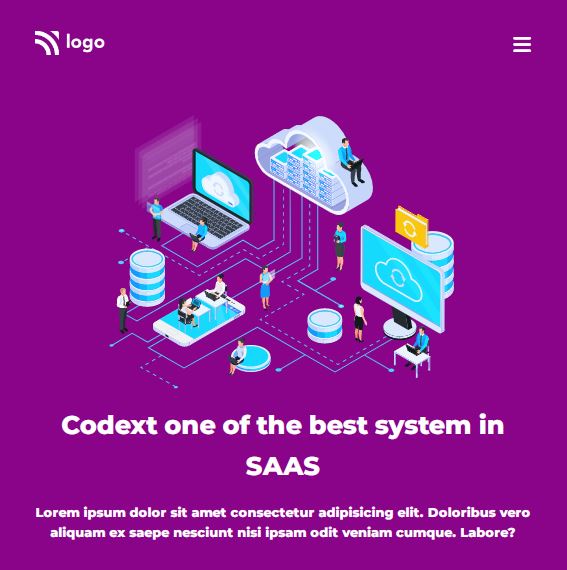 logo
Codext one of the best system in
SAAS
Lorem ipsum dolor sit amet consectetur adipisicing elit. Doloribus vero
aliquam ex saepe nesciunt nisi ipsam odit veniam cumque. Labore?